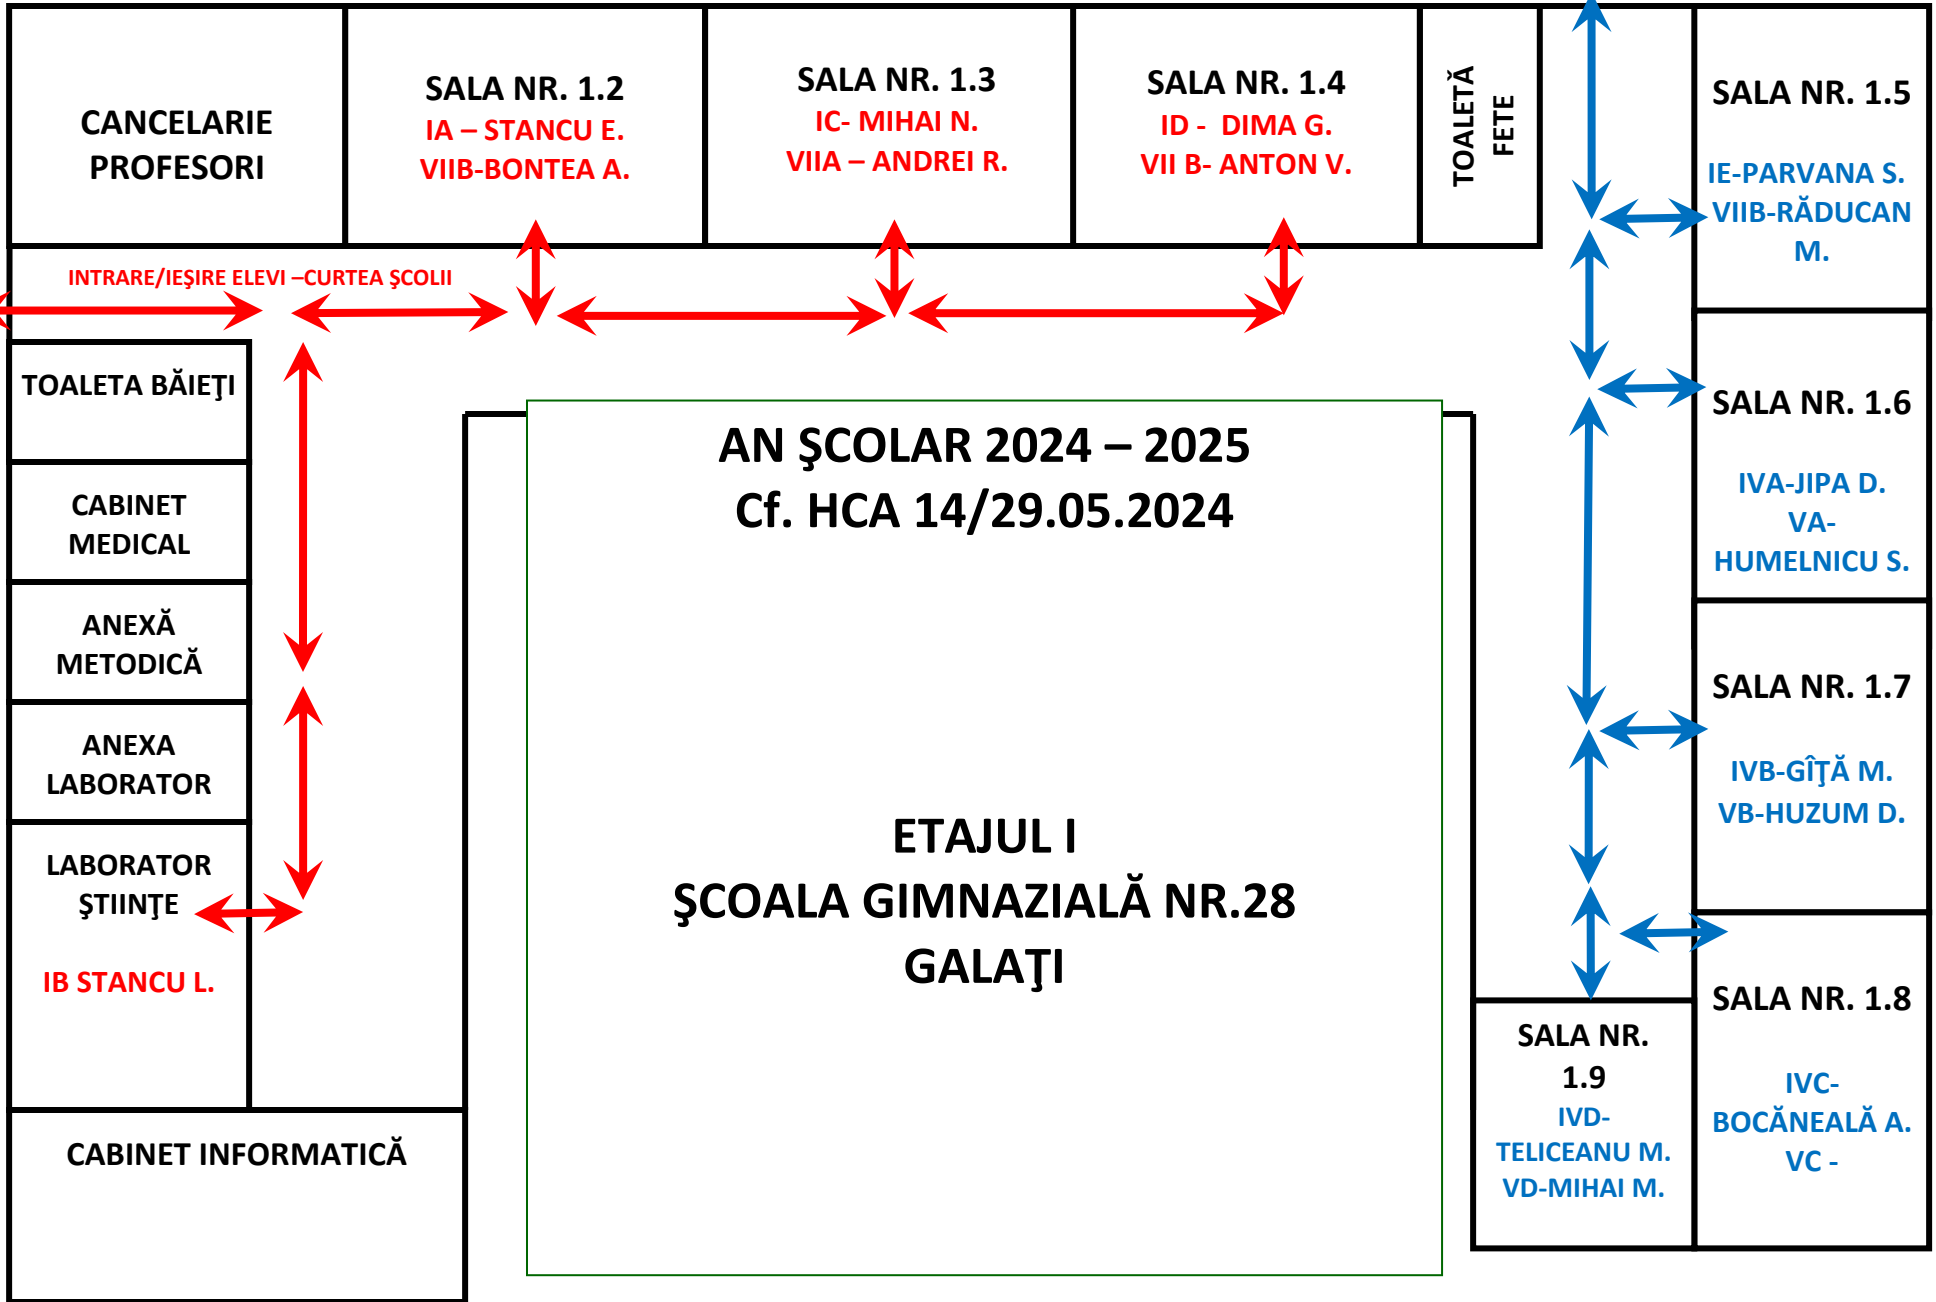 CANCELARIE
PROFESORI
SALA NR. 1.2
IA – STANCU E.
VIIB-BONTEA A.
SALA NR. 1.3
IC- MIHAI N.
VIIA – ANDREI R.
SALA NR. 1.4
ID -  DIMA G.
VII B- ANTON V.
TOALETĂ
FETE
SALA NR. 1.5
IE-PARVANA S.
VIIB-RĂDUCAN
M.
INTRARE/IEŞIRE ELEVI –CURTEA ŞCOLII
TOALETA BĂIEŢI
CABINET
MEDICAL
ANEXĂ
METODICĂ
ANEXA
LABORATOR
LABORATOR
ŞTIINŢE
IB STANCU L.
CABINET INFORMATICĂ
AN ŞCOLAR 2024 – 2025
Cf. HCA 14/29.05.2024
ETAJUL I
ŞCOALA GIMNAZIALĂ NR.28
GALAŢI
SALA NR. 1.6
IVA-JIPA D.
VA-
HUMELNICU S.
SALA NR. 1.7
IVB-GÎŢĂ M.
VB-HUZUM D.
SALA NR. 1.8
IVC-
BOCĂNEALĂ A.
VC -
SALA NR.
1.9
IVD-
TELICEANU M.
VD-MIHAI M.